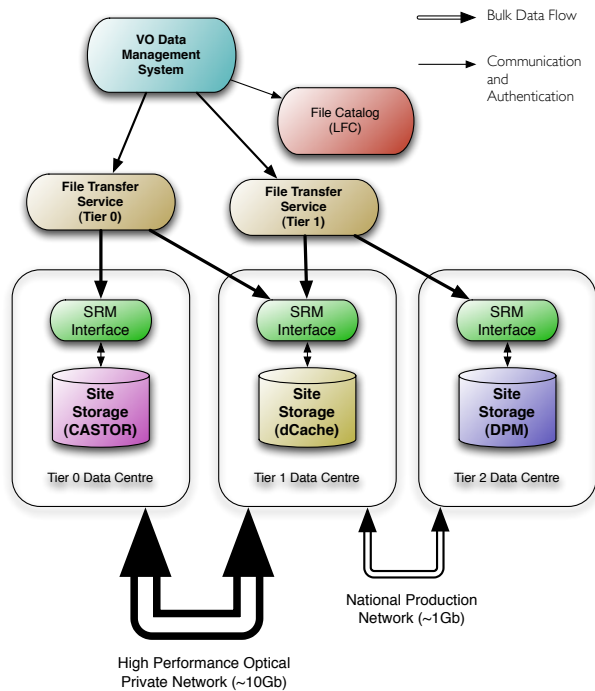 VO Data
Management
System
Bulk Data Flow
Communication
and
Authentication
File Catalog
(LFC)
File Transfer
Service
(Tier 0)
File Transfer
Service
(Tier 1)
SRM
Interface
SRM
Interface
SRM
Interface
Site
Storage
(CASTOR)
Site
Storage
(dCache)
Site
Storage
(DPM)
Tier 0 Data Centre
Tier 1 Data Centre
Tier 2 Data Centre
National Production
Network (~1Gb)
High Performance Optical
Private Network (~10Gb)